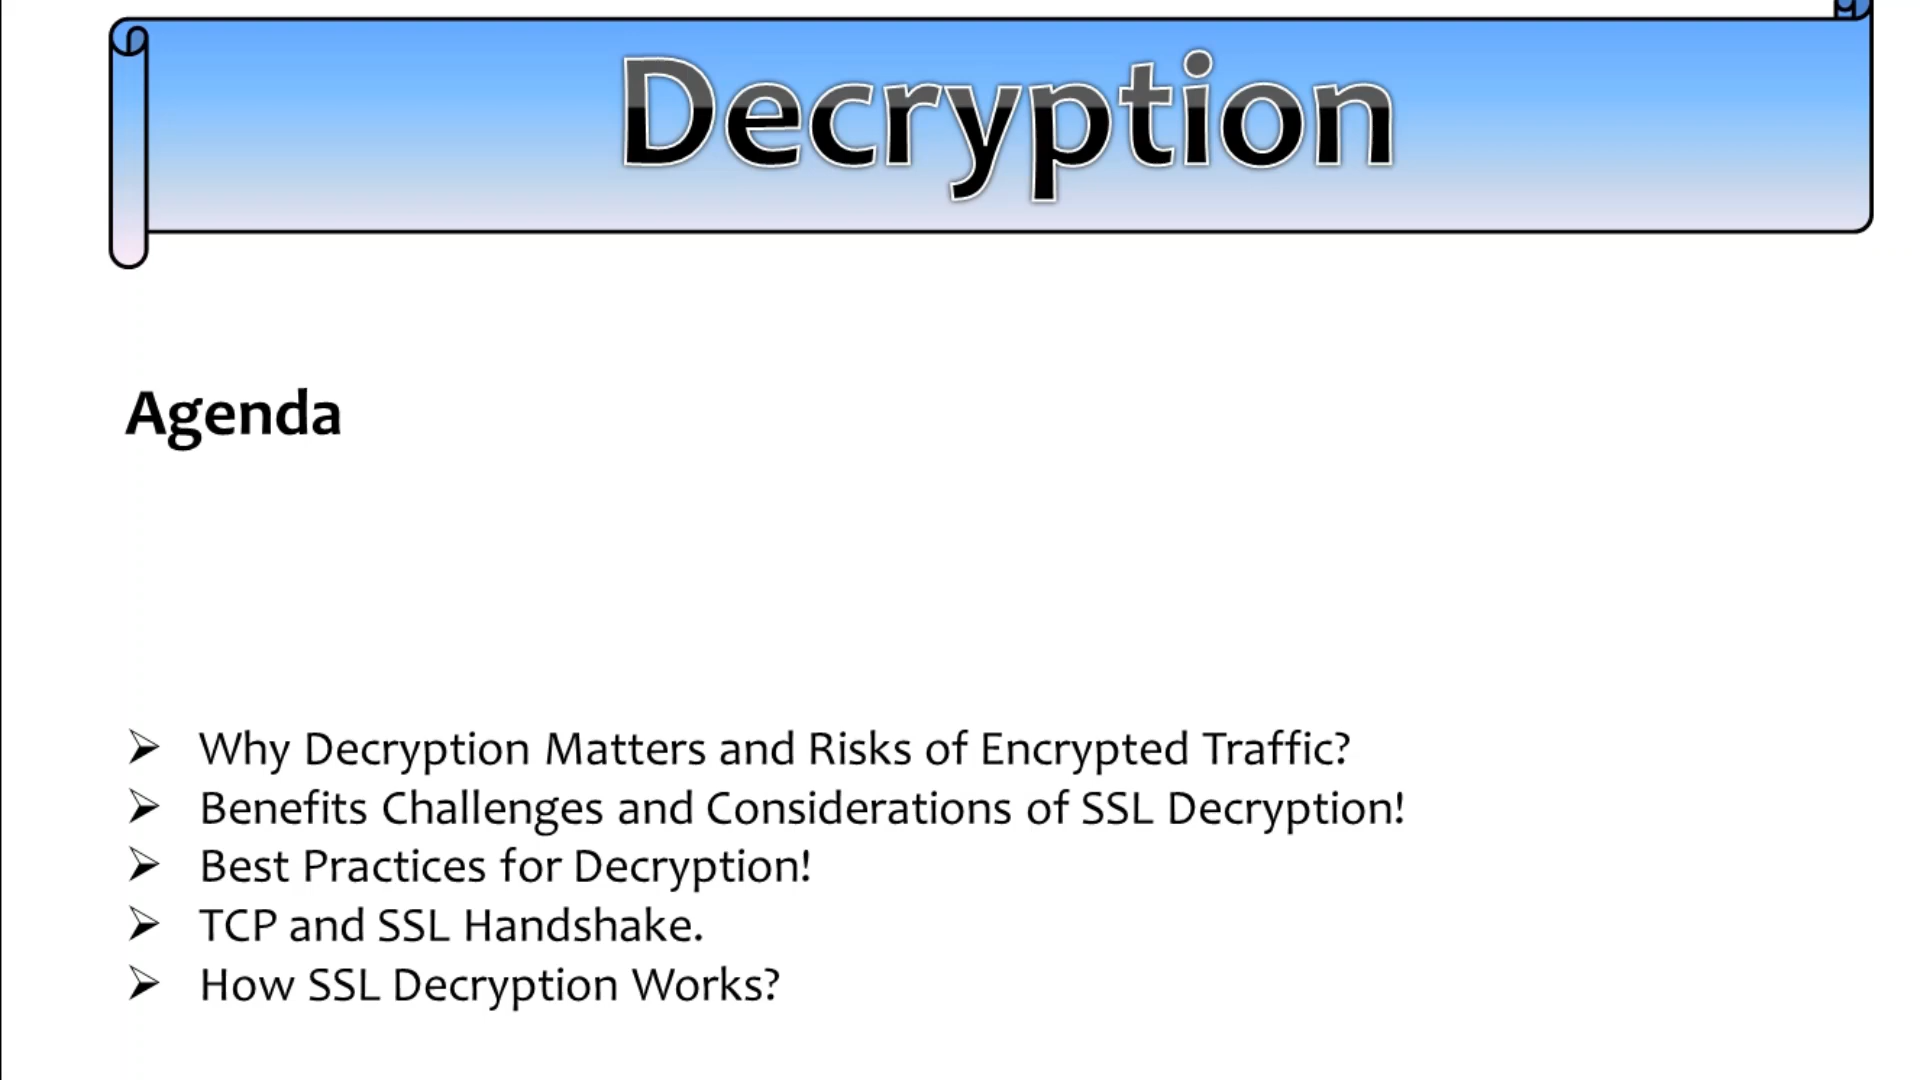 Decryption
Agenda
Why Decryption Matters and Risks of Encrypted Traffic?
Benefits Challenges and Considerations of SSL Decryption!
Best Practices for Decryption!
TCP and SSL Handshake.
How SSL Decryption Works?